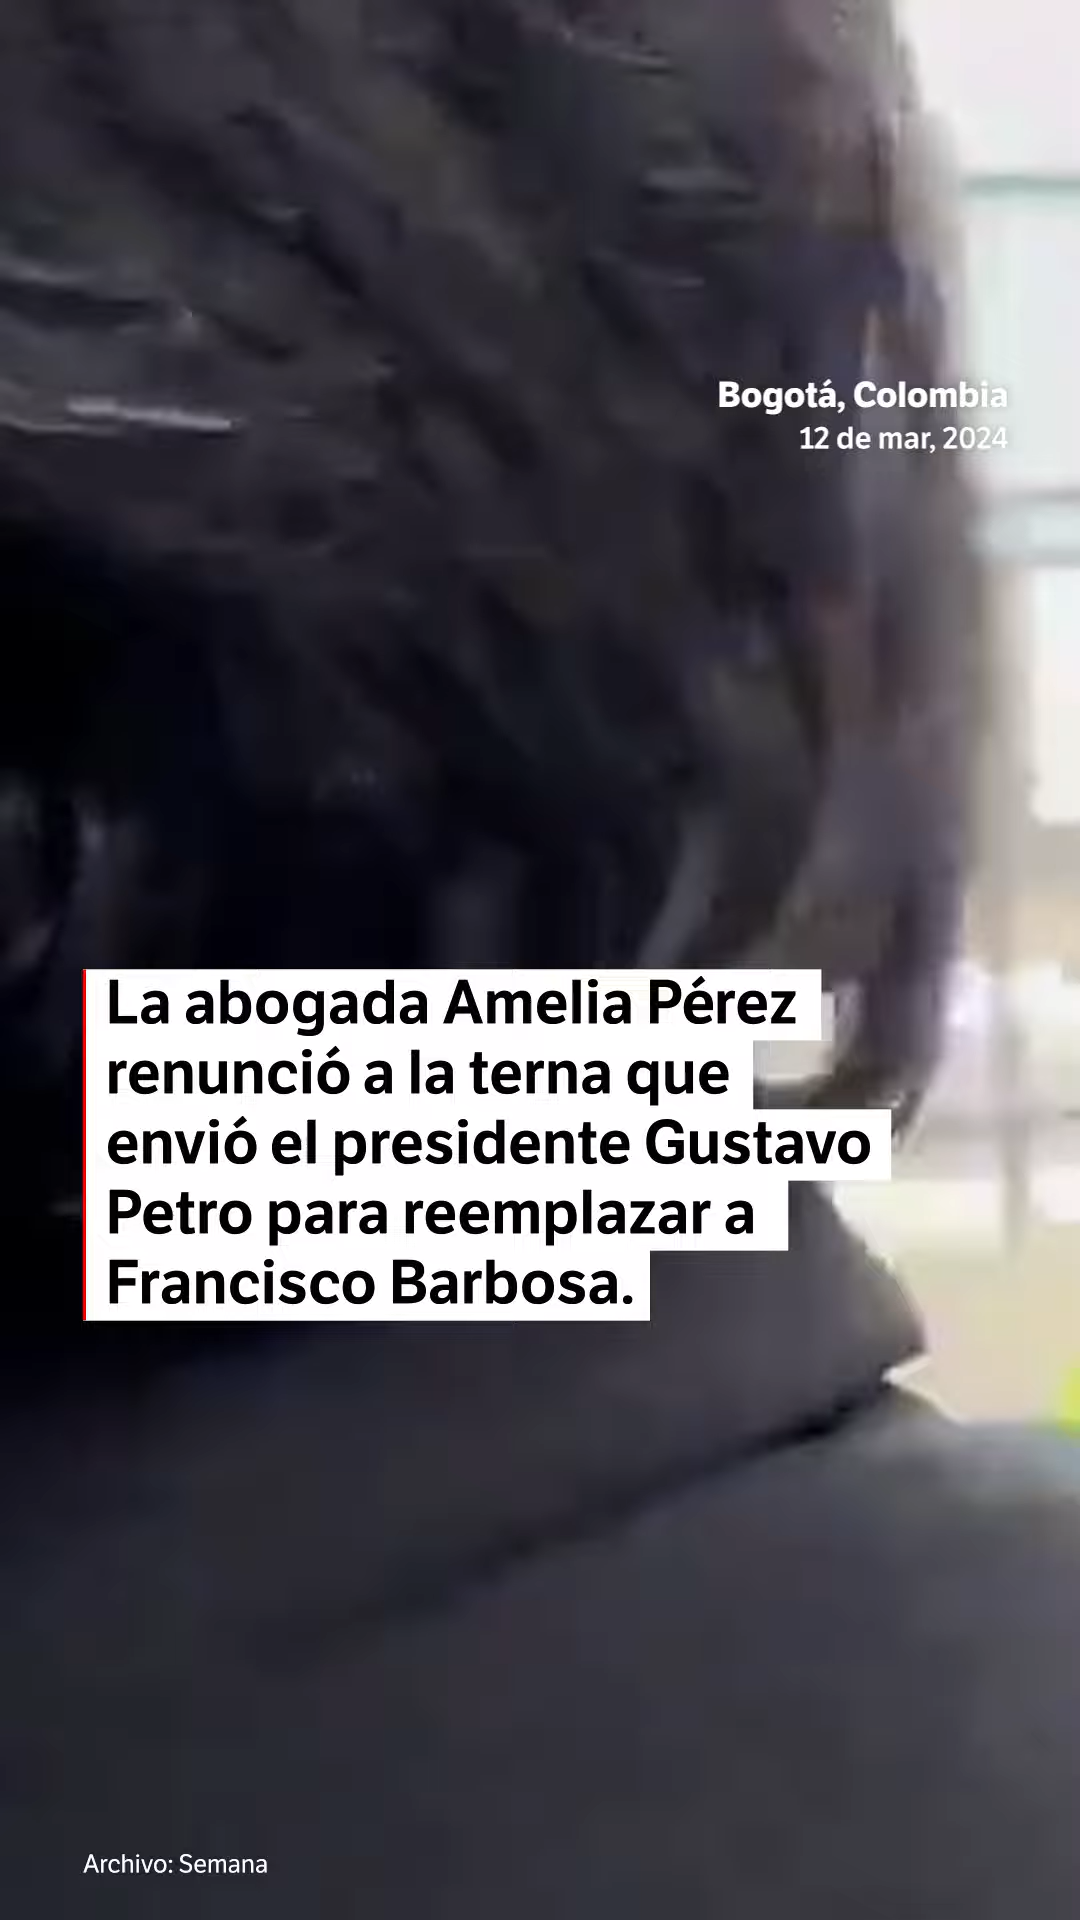 Bogotá, Colombia
12 de mar, 2024
La abogada Amelia Pérez
renunció a la terna que
envió el presidente Gustavo
Petro para reemplazar a
Francisco Barbosa.
Archivo: Semana